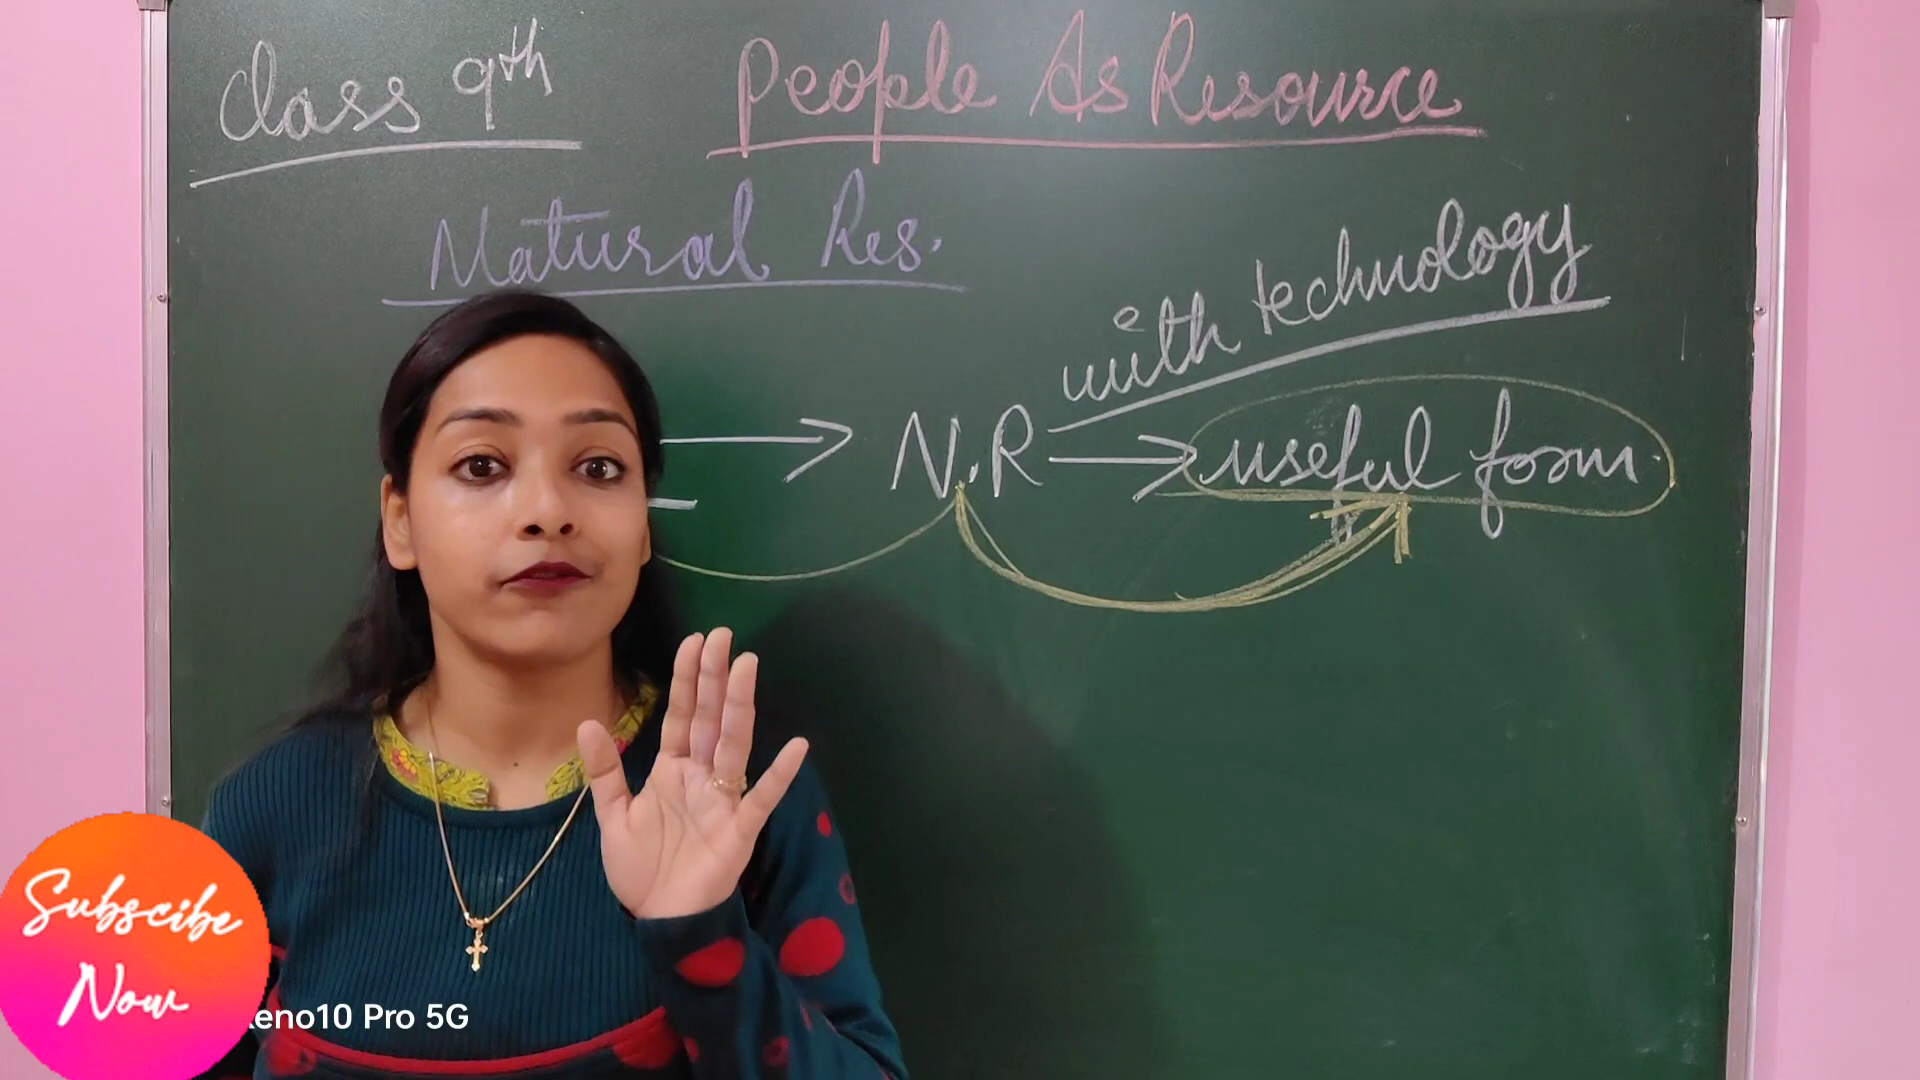 Class 9th
People As Resource
Natural Res.
with technology
N.R
useful form
Subscibe
Now
eno10 Pro 5G